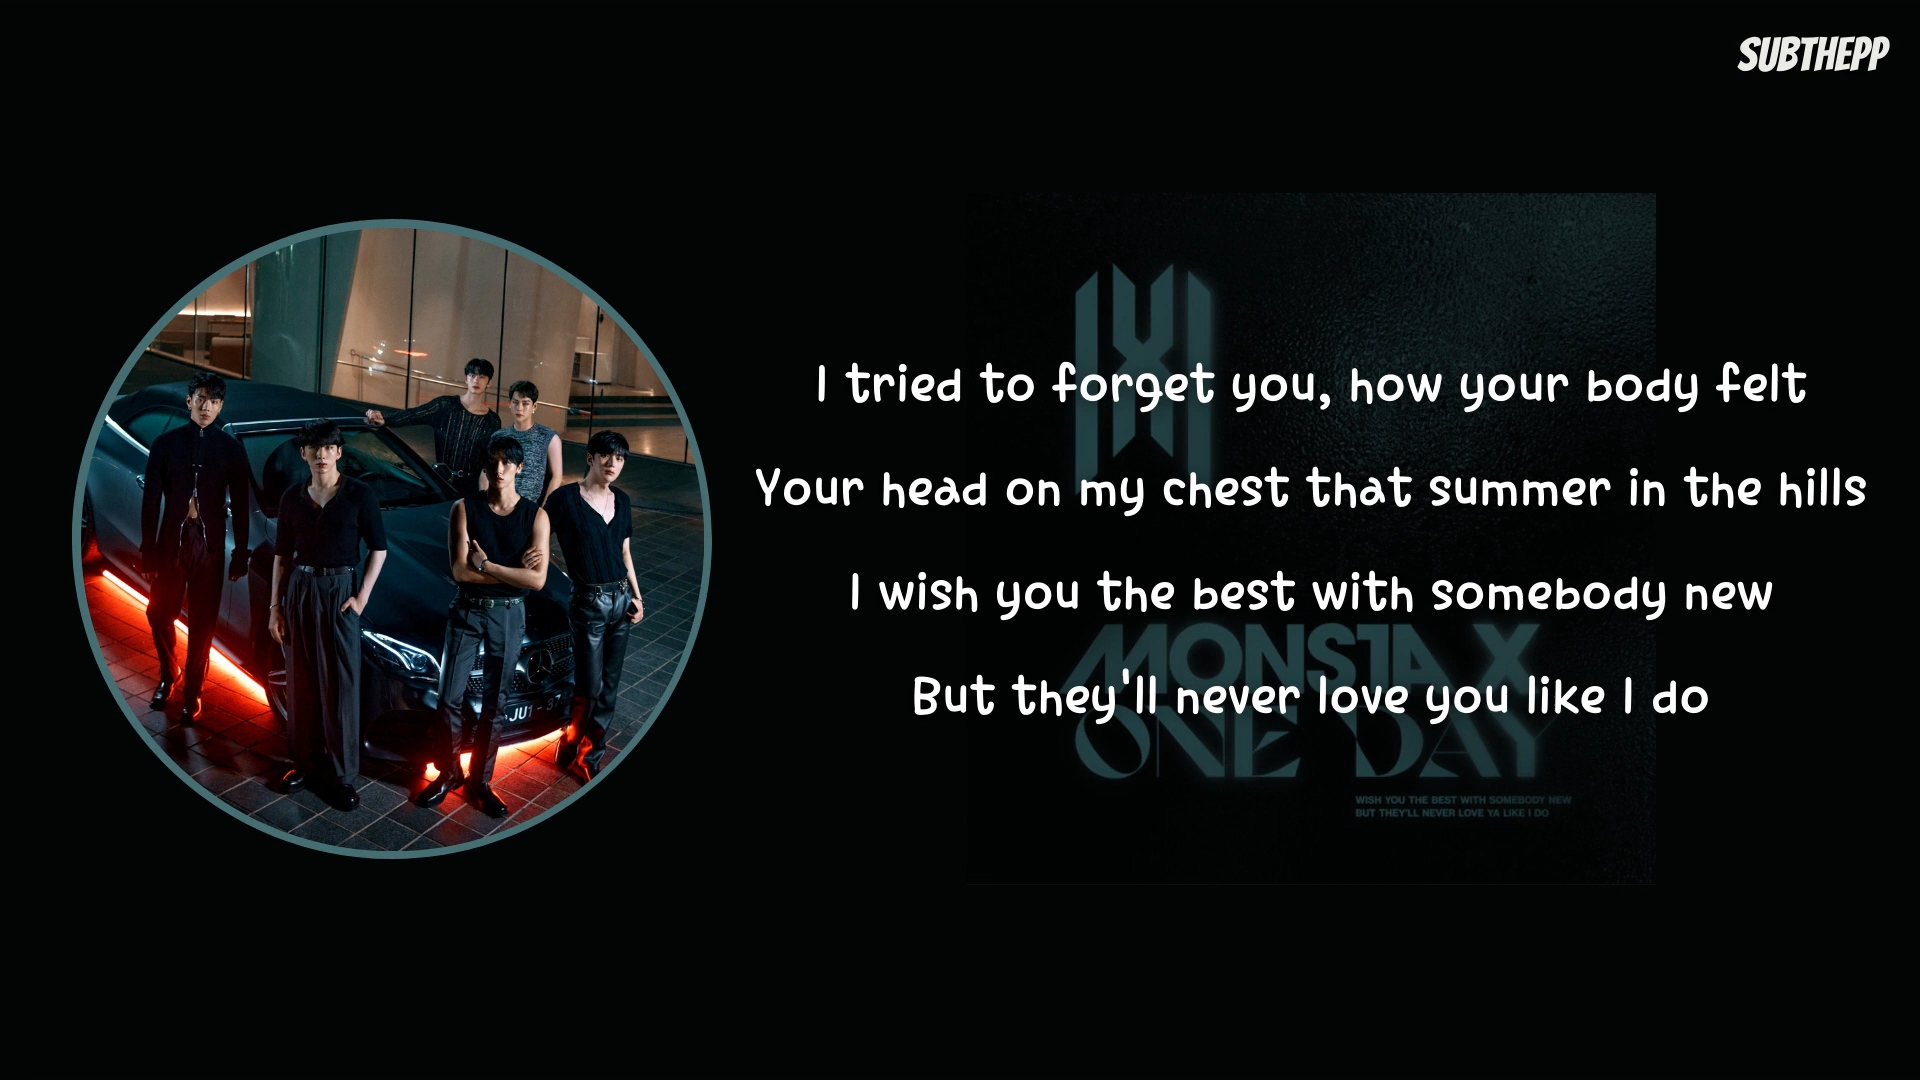 SUBTHEPP
I tried to forget you, how your body felt
Your head on my chest that summer in the hills
I wish you the best with somebody new
But they'll never love you like I do
MONSTA X
ONE DAY
WISH YOU THE BEST WITH SOMEBODY NEW
BUT THEY'LL NEVER LOVE YA LIKE I DO